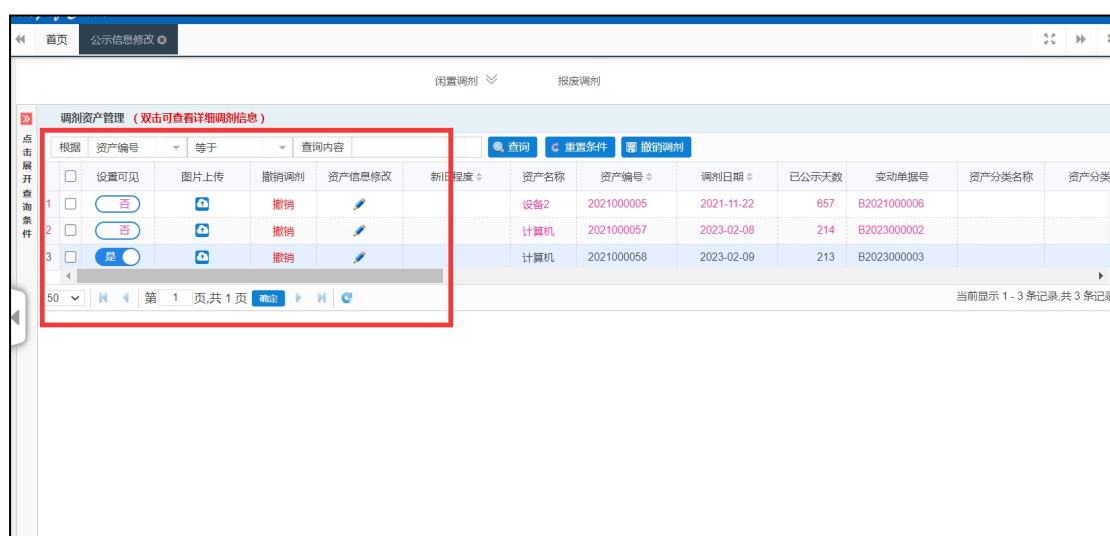 首页 公示信息修改
闲置调剂 报废调剂
点击展开查询条件
调剂资产管理 （双击可查看详细调剂信息）
根据 资产编号 等于 查询内容 查询 重置条件 撤销调剂
设置可见 图片上传 撤销调剂 资产信息修改 新旧程度 资产名称 资产编号 调剂日期 已公示天数 变动单据号 资产分类名称 资产分类
1 否 撤销 设备2 2021000005 2021-11-22 657 B2021000006
2 否 撤销 计算机 2021000057 2023-02-08 214 B2023000002
3 是 撤销 计算机 2021000058 2023-02-09 213 B2023000003
50 第 1 页,共 1 页 确定 当前显示 1 - 3 条记录,共 3 条记录